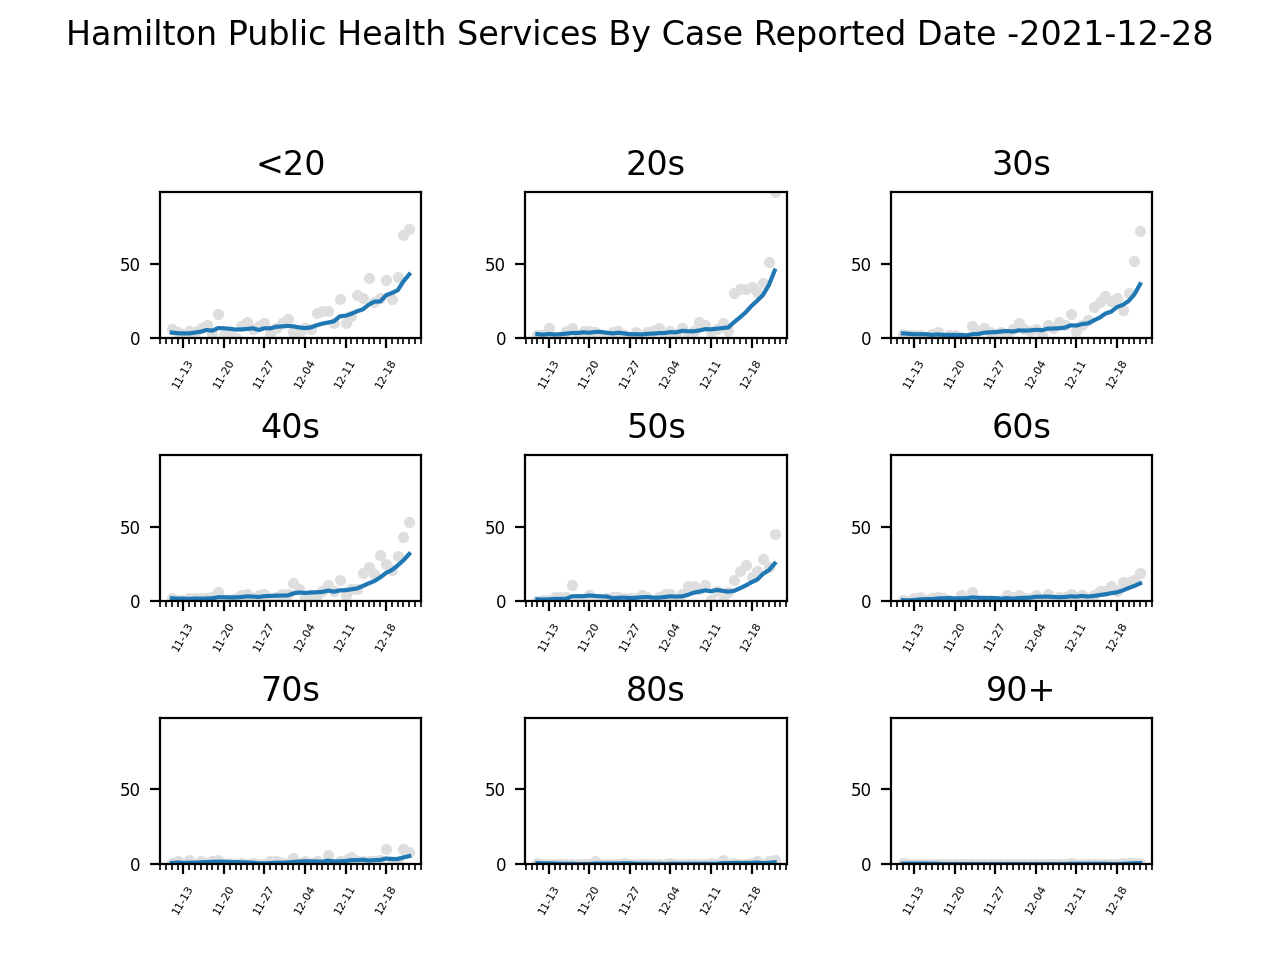 Hamilton Public Health Services By Case Reported Date -2021-12-28
<20 20s 30s
50 50 50
0 0 0
11-13 11-20 11-27 12-04 12-11 12-18 11-13 11-20 11-27 12-04 12-11 12-18 11-13 11-20 11-27 12-04 12-11 12-18
40s 50s 60s
50 50 50
0 0 0
11-13 11-20 11-27 12-04 12-11 12-18 11-13 11-20 11-27 12-04 12-11 12-18 11-13 11-20 11-27 12-04 12-11 12-18
70s 80s 90+
50 50 50
0 0 0
11-13 11-20 11-27 12-04 12-11 12-18 11-13 11-20 11-27 12-04 12-11 12-18 11-13 11-20 11-27 12-04 12-11 12-18